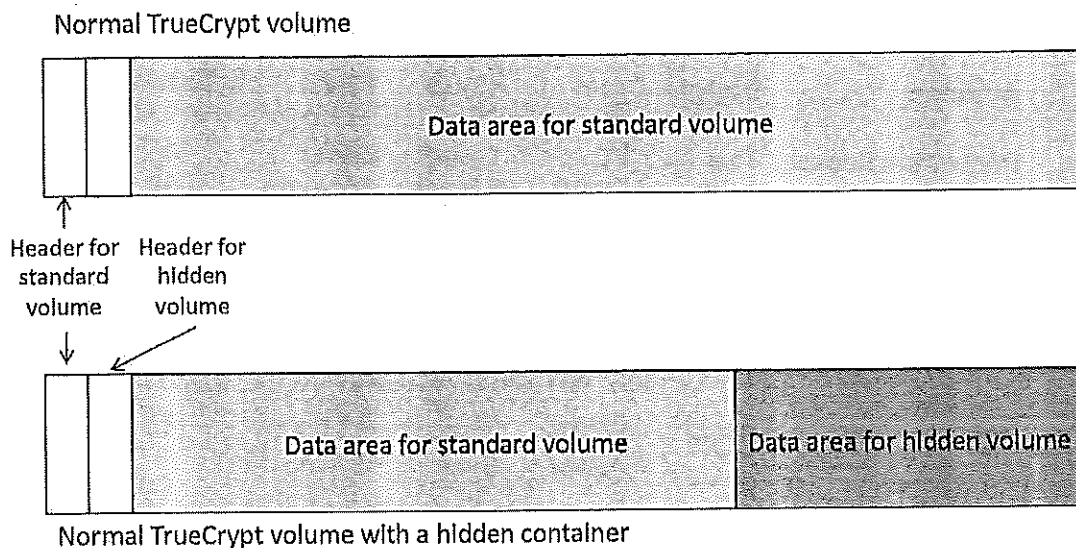 Normal TrueCrypt volume
Data area for standard volume
Header for
standard
volume
Header for
hidden
volume
Data area for standard volume
Data area for hidden volume
Normal TrueCrypt volume with a hidden container